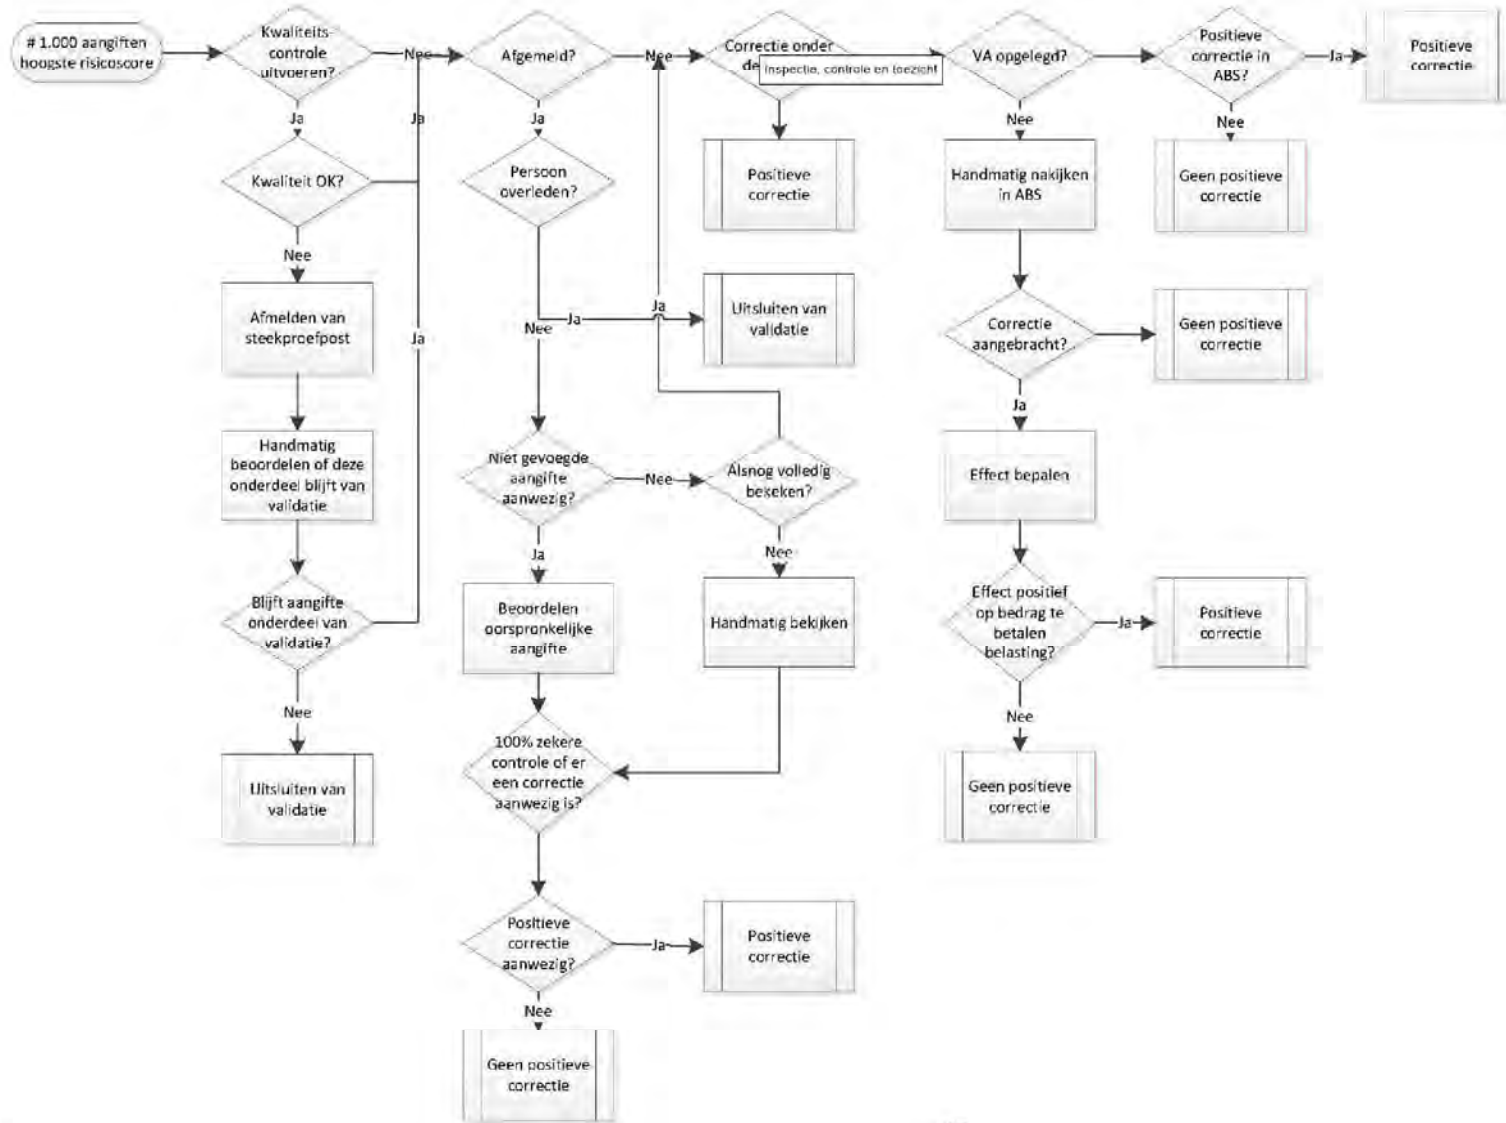 # 1.000 aangiften
hoogste risicoscore
Kwaliteits-
controle
uitvoeren?
Nee
Afgemeld?
Nee
Correctie onder
de
Inspectie, controle en toezicht
VA opgelegd?
Positieve
correctie in
ABS?
Ja
Positieve
correctie
Ja
Ja
Ja
Nee
Nee
Kwaliteit OK?
Persoon
overleden?
Positieve
correctie
Handmatig nakijken
in ABS
Geen positieve
correctie
Nee
Afmelden van
steekproefpost
Ja
Nee
Ja
Ja
Uitsluiten van
validatie
Correctie
aangebracht?
Geen positieve
correctie
Ja
Handmatig
beoordelen of deze
onderdeel blijft van
validatie
Niet gevoegde
aangifte
aanwezig?
Nee
Alsnog volledig
bekeken?
Effect bepalen
Ja
Nee
Blijft aangifte
onderdeel van
validatie?
Beoordelen
oorspronkelijke
aangifte
Handmatig bekijken
Effect positief
op bedrag te
betalen
belasting?
Ja
Positieve
correctie
Nee
Nee
Uitsluiten van
validatie
100% zekere
controle of er
een correctie
aanwezig is?
Geen positieve
correctie
Positieve
correctie
aanwezig?
Ja
Positieve
correctie
Nee
Geen positieve
correctie